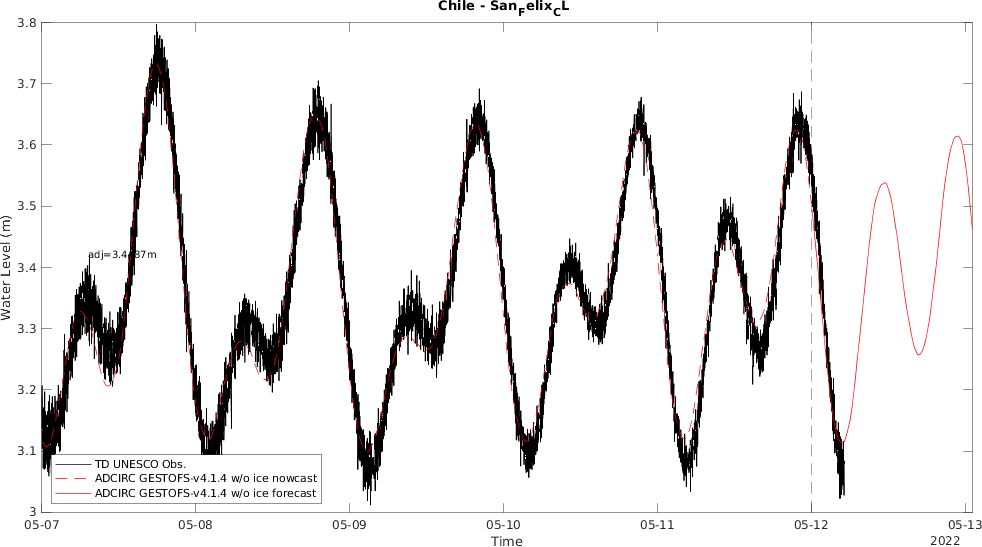 Chile - San_Felix_CL
3.8
3.7
3.6
3.5
3.4
3.3
3.2
3.1
3
Water Level (m)
TD UNESCO Obs.
ADCIRC GESTOFS-v4.1.4 w/o ice nowcast
ADCIRC GESTOFS-v4.1.4 w/o ice forecast
05-07 05-08 05-09 05-10 05-11 05-12 05-13
Time
2022